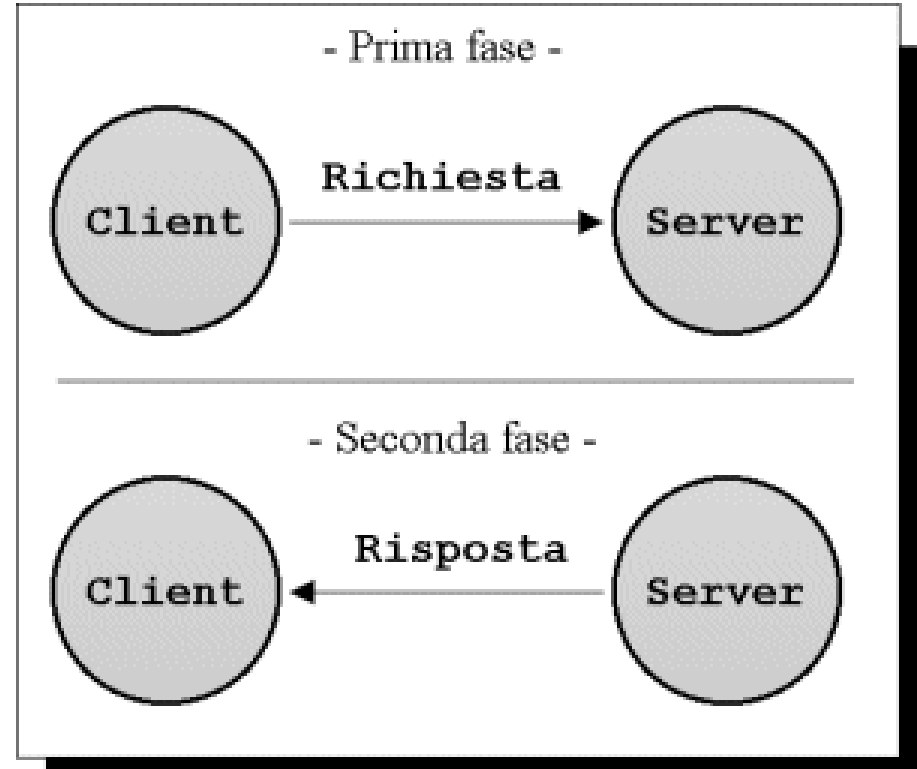 - Prima fase -
Richiesta
Client
Server
- Seconda fase -
Risposta
Client
Server